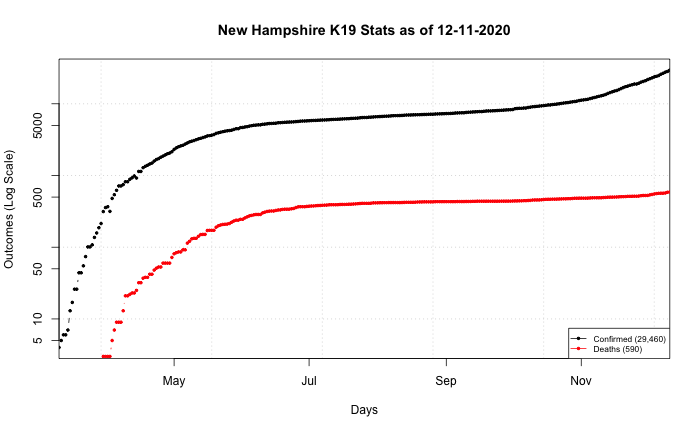 New Hampshire K19 Stats as of 12-11-2020
Outcomes (Log Scale)
5000
500
50
10
5
May
Jul
Sep
Nov
Days
Confirmed (29,460)
Deaths (590)